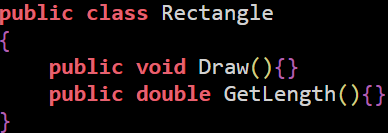 public class Rectangle
{
    public void Draw(){}
    public double GetLength(){}
}